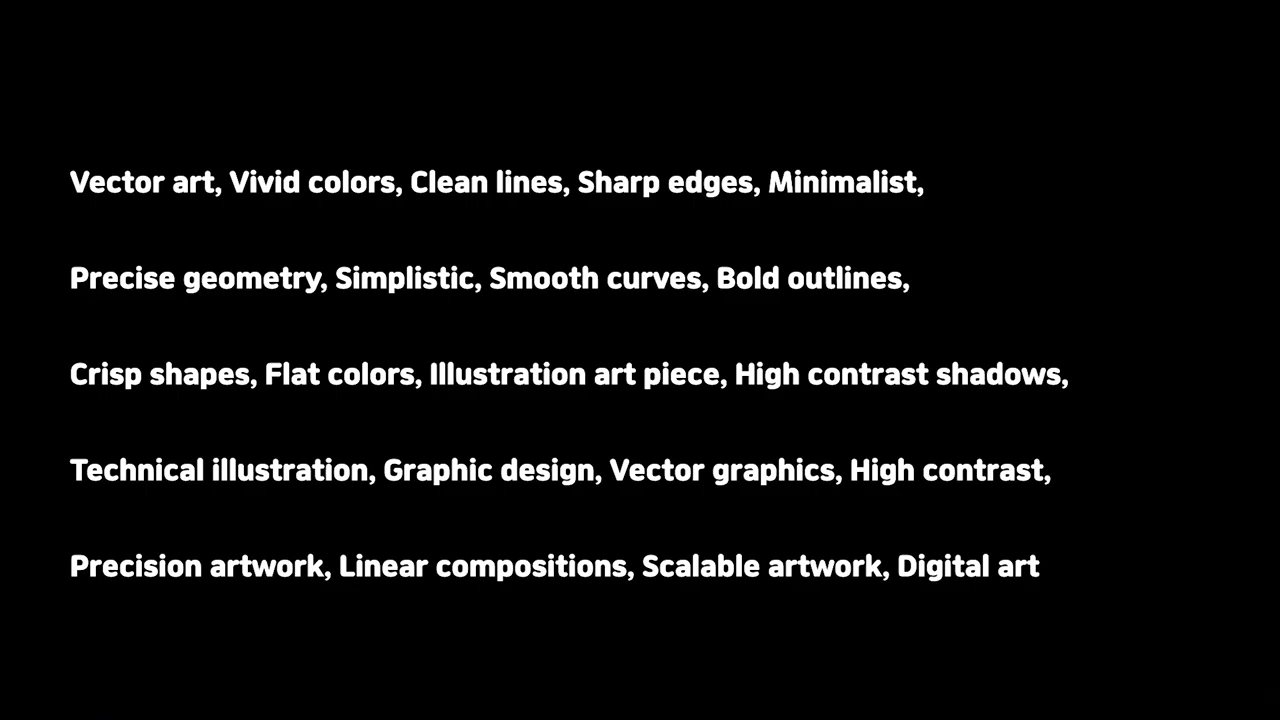 Vector art, Vivid colors, Clean lines, Sharp edges, Minimalist,
Precise geometry, Simplistic, Smooth curves, Bold outlines,
Crisp shapes, Flat colors, Illustration art piece, High contrast shadows,
Technical illustration, Graphic design, Vector graphics, High contrast,
Precision artwork, Linear compositions, Scalable artwork, Digital art